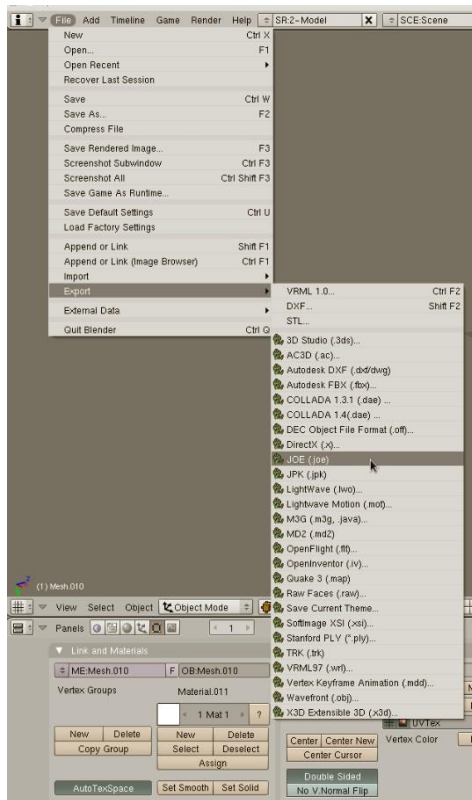 File Add Timeline Game Render Help SR:2-Model X SCE:Scene
New Ctrl X
Open... F1
Open Recent
Recover Last Session
Save Ctrl W
Save As... F2
Compress File
Save Rendered Image... F3
Screenshot Subwindow Ctrl F3
Screenshot All Ctrl Shift F3
Save Game As Runtime...
Save Default Settings Ctrl U
Load Factory Settings
Append or Link Shift F1
Append or Link (Image Browser) Ctrl F1
Import
Export
External Data
Quit Blender Ctrl Q
VRML 1.0... Ctrl F2
DXF... Shift F2
STL...
3D Studio (.3ds)...
AC3D (.ac)...
Autodesk DXF (.dxf/dwg)
Autodesk FBX (.fbx)...
COLLADA 1.3.1 (.dae) ...
COLLADA 1.4(.dae) ...
DEC Object File Format (.off)...
DirectX (.x)...
JOE (.joe)
JPK (.jpk)
LightWave (.lwo)...
Lightwave Motion (.mot)...
M3G (.m3g, .java)...
MD2 (.md2)
OpenFlight (.flt)...
OpenInventor (.iv)...
Quake 3 (.map)
Raw Faces (.raw)...
Save Current Theme...
Softimage XSI (.xsi)...
Stanford PLY (*.ply)...
TRK (.trk)
VRML97 (.wrl)...
Vertex Keyframe Animation (.mdd)...
Wavefront (.obj)...
X3D Extensible 3D (.x3d)...
(1) Mesh.010
View Select Object Object Mode
Panels 1
Link and Materials
ME:Mesh.010 F OB:Mesh.010
Vertex Groups Material.011
1 Mat 1 ?
New Delete New Delete
Copy Group Select Deselect
Assign
AutoTexSpace Set Smooth Set Solid
UVTex
Center Center New Vertex Color
Center Cursor
Double Sided
No V.Normal Flip